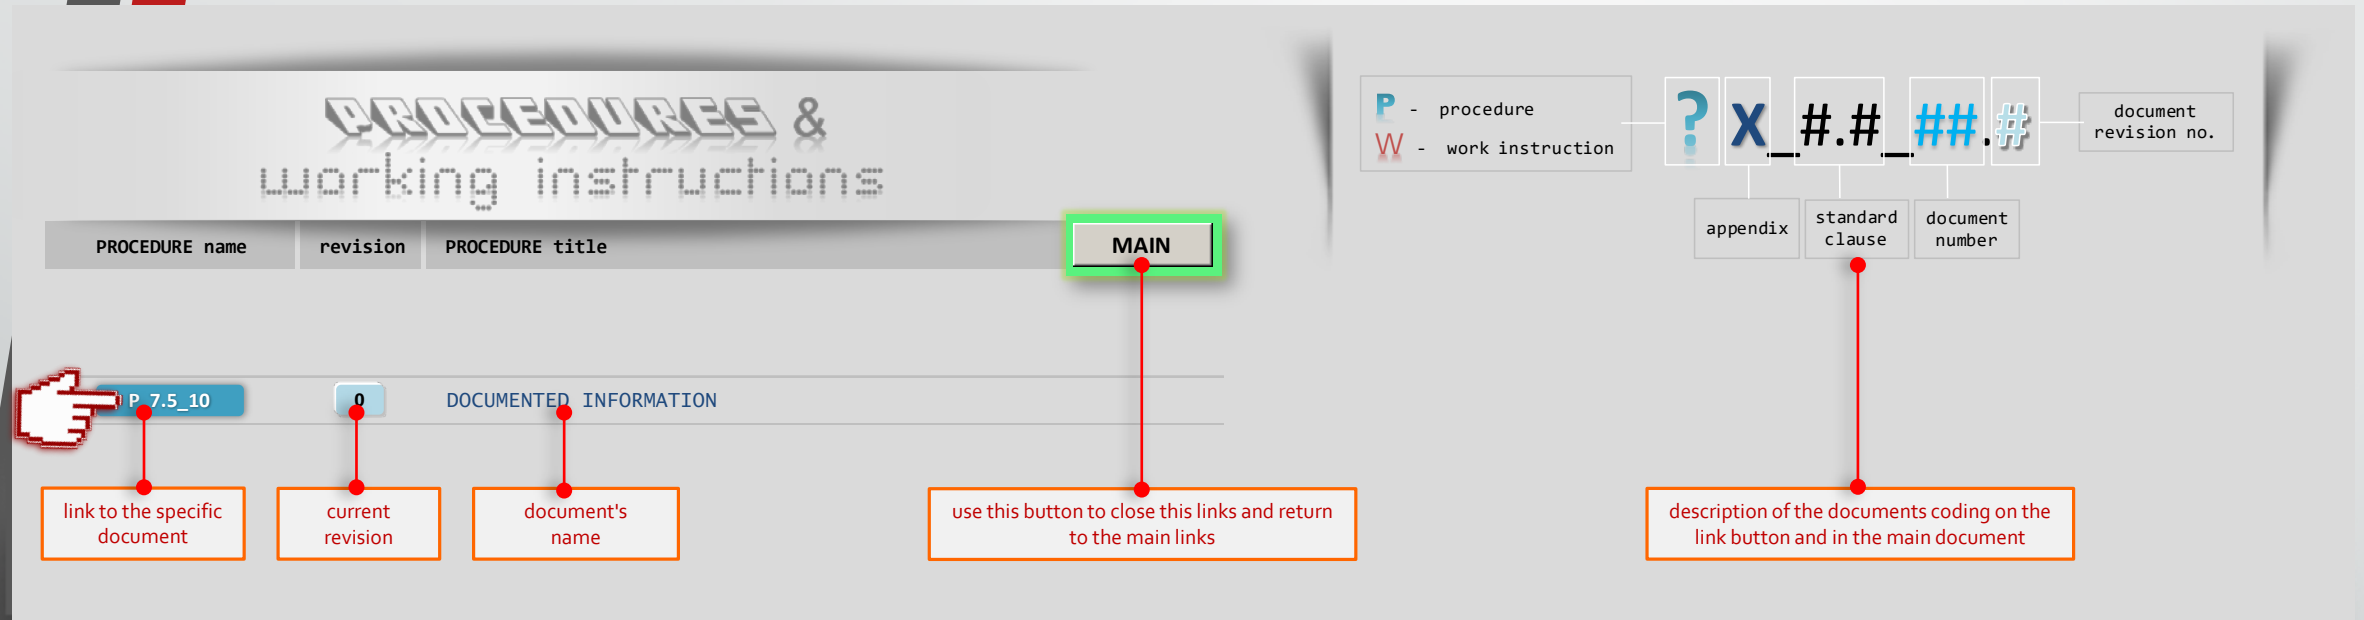 PROCEDURES &
working instructions
P - procedure
W - work instruction
? X_#.#_##.#
document
revision no.
appendix
standard
clause
document
number
PROCEDURE name
revision
PROCEDURE title
MAIN
P_7.5_10
0
DOCUMENTED INFORMATION
link to the specific
document
current
revision
document's
name
use this button to close this links and return
to the main links
description of the documents coding on the
link button and in the main document